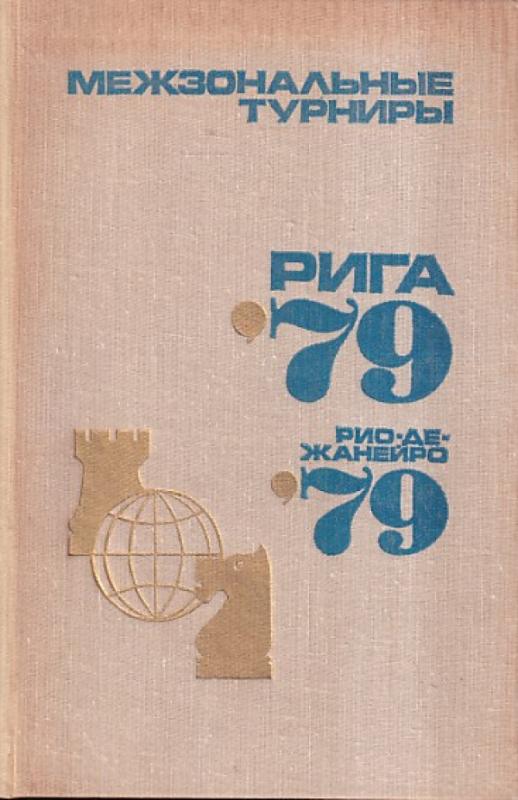 МЕЖЗОНАЛЬНЫЕ
ТУРНИРЫ
РИГА
'79
РИО-ДЕ-
ЖАНЕЙРО
'79